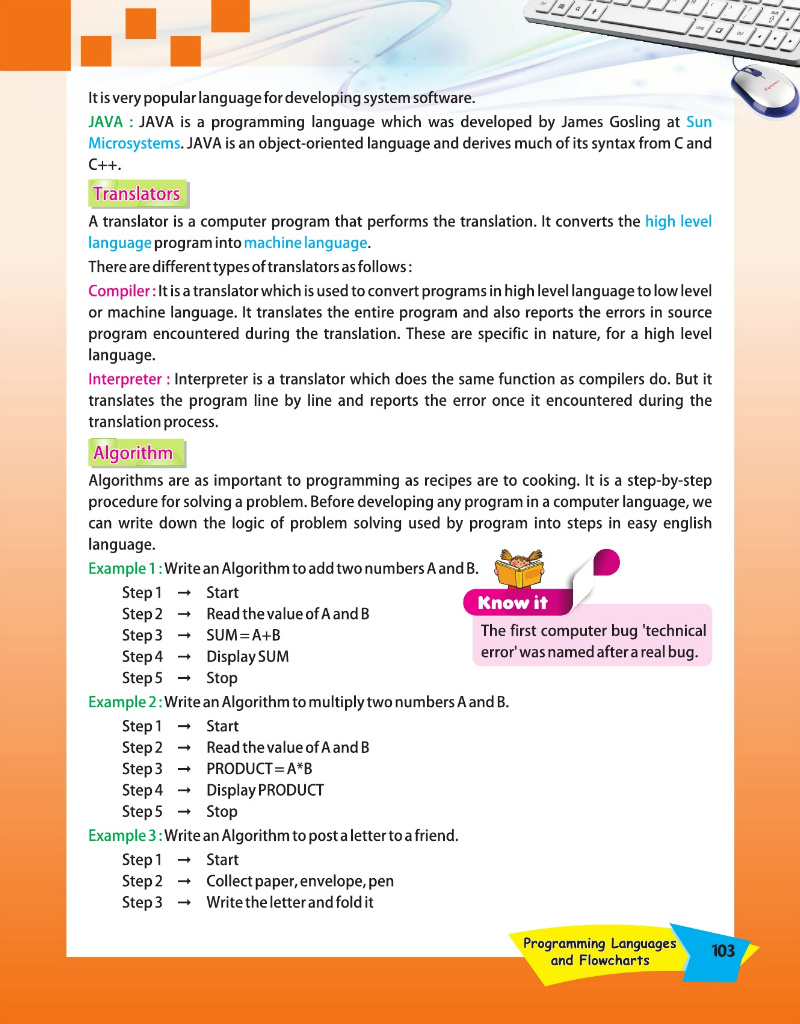 It is very popular language for developing system software.
JAVA : JAVA is a programming language which was developed by James Gosling at Sun
Microsystems. JAVA is an object-oriented language and derives much of its syntax from C and
C++.
Translators
A translator is a computer program that performs the translation. It converts the high level
language program into machine language.
There are different types of translators as follows :
Compiler : It is a translator which is used to convert programs in high level language to low level
or machine language. It translates the entire program and also reports the errors in source
program encountered during the translation. These are specific in nature, for a high level
language.
Interpreter : Interpreter is a translator which does the same function as compilers do. But it
translates the program line by line and reports the error once it encountered during the
translation process.
Algorithm
Algorithms are as important to programming as recipes are to cooking. It is a step-by-step
procedure for solving a problem. Before developing any program in a computer language, we
can write down the logic of problem solving used by program into steps in easy english
language.
Example 1 : Write an Algorithm to add two numbers A and B.
Step 1 → Start
Step 2 → Read the value of A and B
Step 3 → SUM = A+B
Step 4 → Display SUM
Step 5 → Stop
Know it
The first computer bug 'technical
error' was named after a real bug.
Example 2 : Write an Algorithm to multiply two numbers A and B.
Step 1 → Start
Step 2 → Read the value of A and B
Step 3 → PRODUCT = A*B
Step 4 → Display PRODUCT
Step 5 → Stop
Example 3 : Write an Algorithm to post a letter to a friend.
Step 1 → Start
Step 2 → Collect paper, envelope, pen
Step 3 → Write the letter and fold it
Programming Languages
and Flowcharts
103